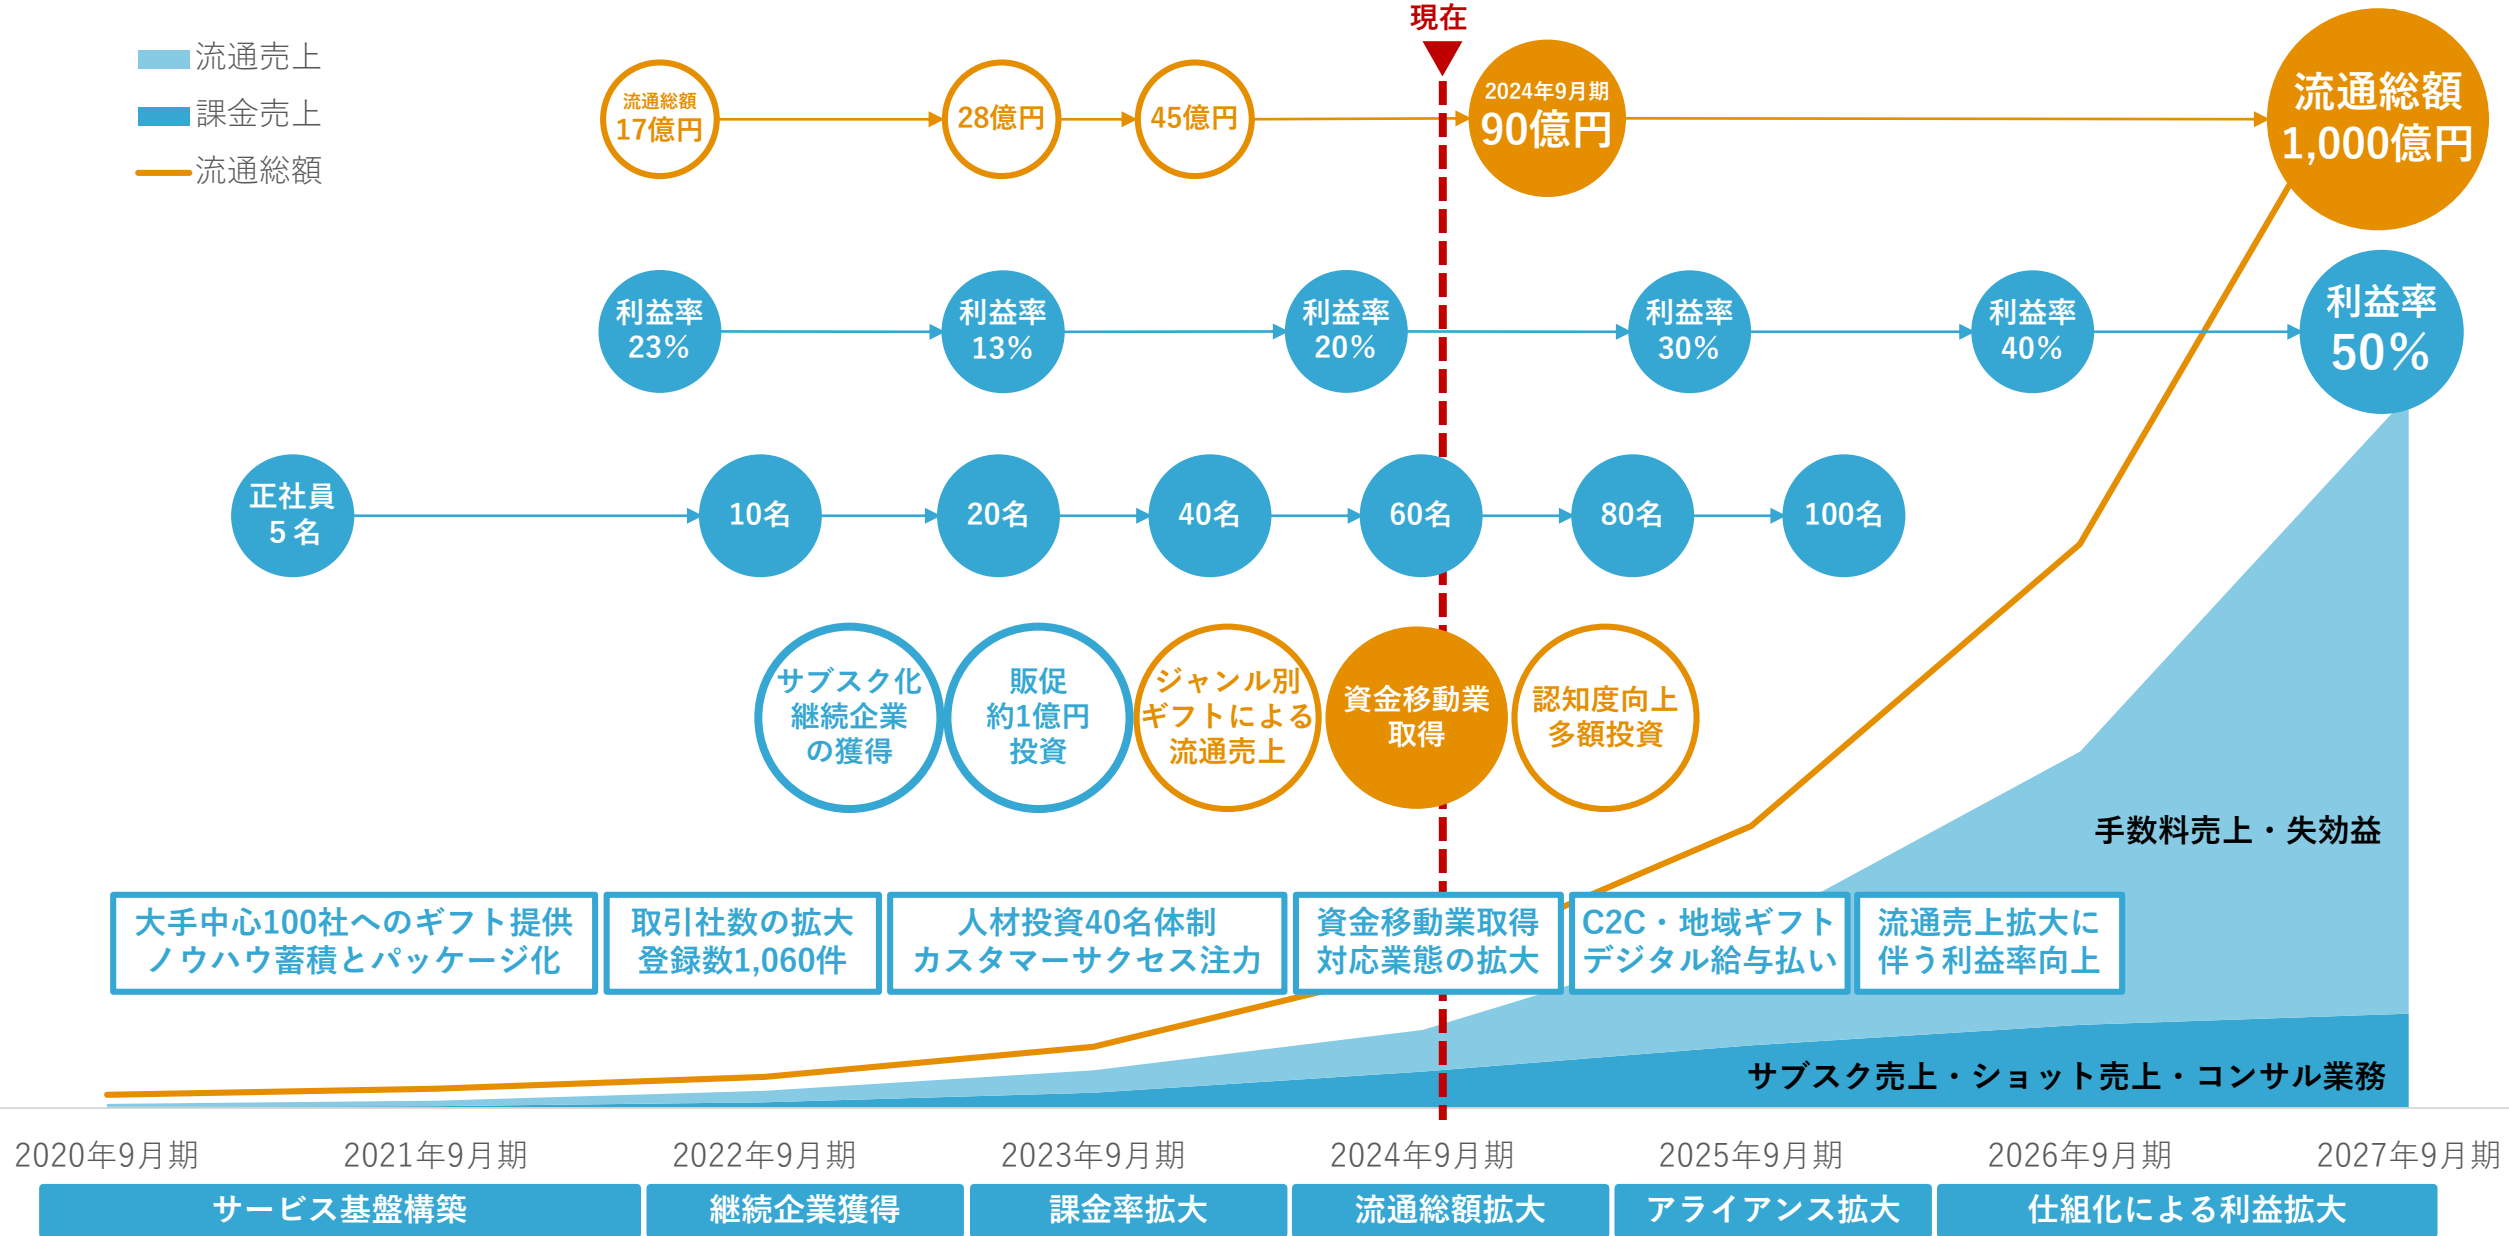 現在
流通売上
課金売上
流通総額
流通総額
17億円
28億円
45億円
2024年9月期
90億円
流通総額
1,000億円
利益率
23%
利益率
13%
利益率
20%
利益率
30%
利益率
40%
利益率
50%
正社員
5 名
10名
20名
40名
60名
80名
100名
サブスク化
継続企業
の獲得
販促
約1億円
投資
ジャンル別
ギフトによる
流通売上
資金移動業
取得
認知度向上
多額投資
手数料売上・失効益
大手中心100社へのギフト提供
ノウハウ蓄積とパッケージ化
取引社数の拡大
登録数1,060件
人材投資40名体制
カスタマーサクセス注力
資金移動業取得
対応業態の拡大
C2C・地域ギフト
デジタル給与払い
流通売上拡大に
伴う利益率向上
サブスク売上・ショット売上・コンサル業務
2020年9月期
2021年9月期
2022年9月期
2023年9月期
2024年9月期
2025年9月期
2026年9月期
2027年9月期
サービス基盤構築
継続企業獲得
課金率拡大
流通総額拡大
アライアンス拡大
仕組化による利益拡大